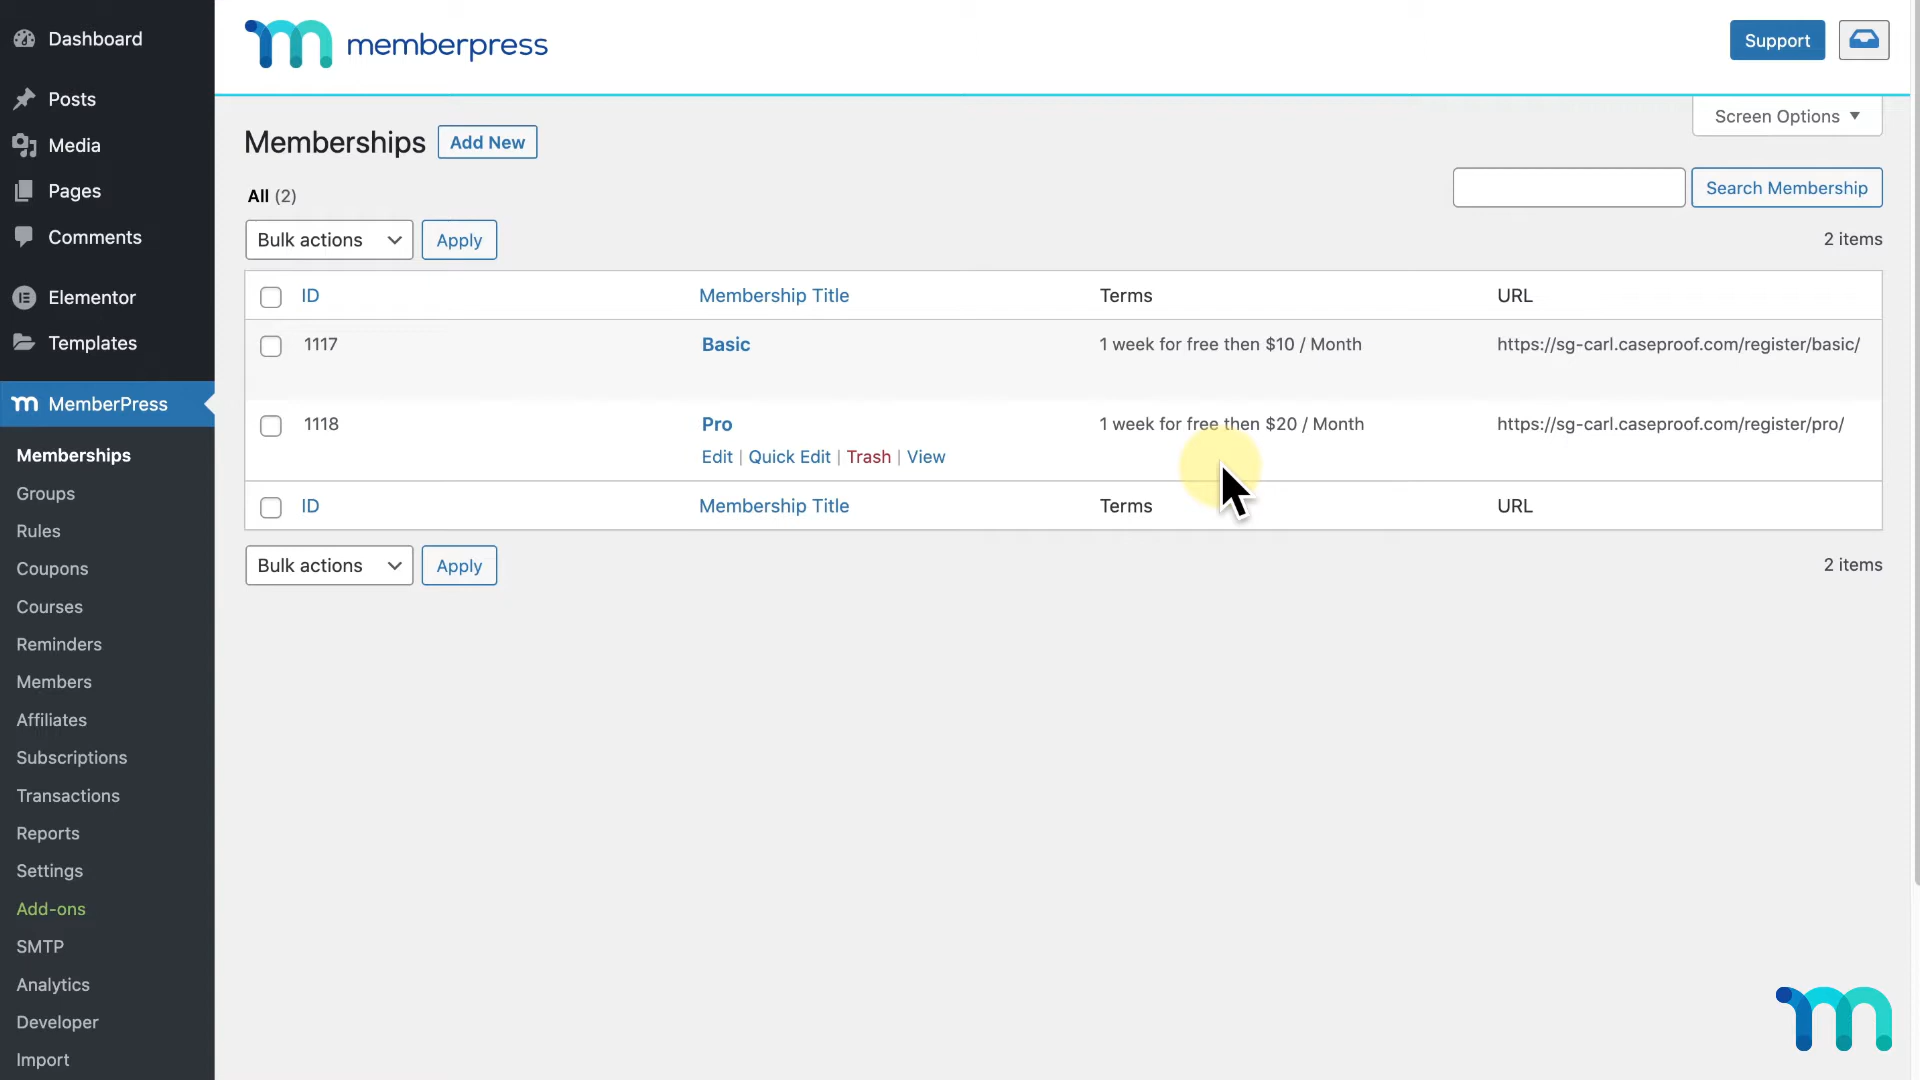 Dashboard
Posts
Media
Pages
Comments
Elementor
Templates
MemberPress
Memberships
Groups
Rules
Coupons
Courses
Reminders
Members
Affiliates
Subscriptions
Transactions
Reports
Settings
Add-ons
SMTP
Analytics
Developer
Import
m memberpress
Support
Screen Options ▼
Memberships Add New
All (2)
Search Membership
Bulk actions Apply 2 items
ID Membership Title Terms URL
1117 Basic 1 week for free then $10 / Month https://sg-carl.caseproof.com/register/basic/
1118 Pro 1 week for free then $20 / Month https://sg-carl.caseproof.com/register/pro/
Edit | Quick Edit | Trash | View
ID Membership Title Terms URL
Bulk actions Apply 2 items
m